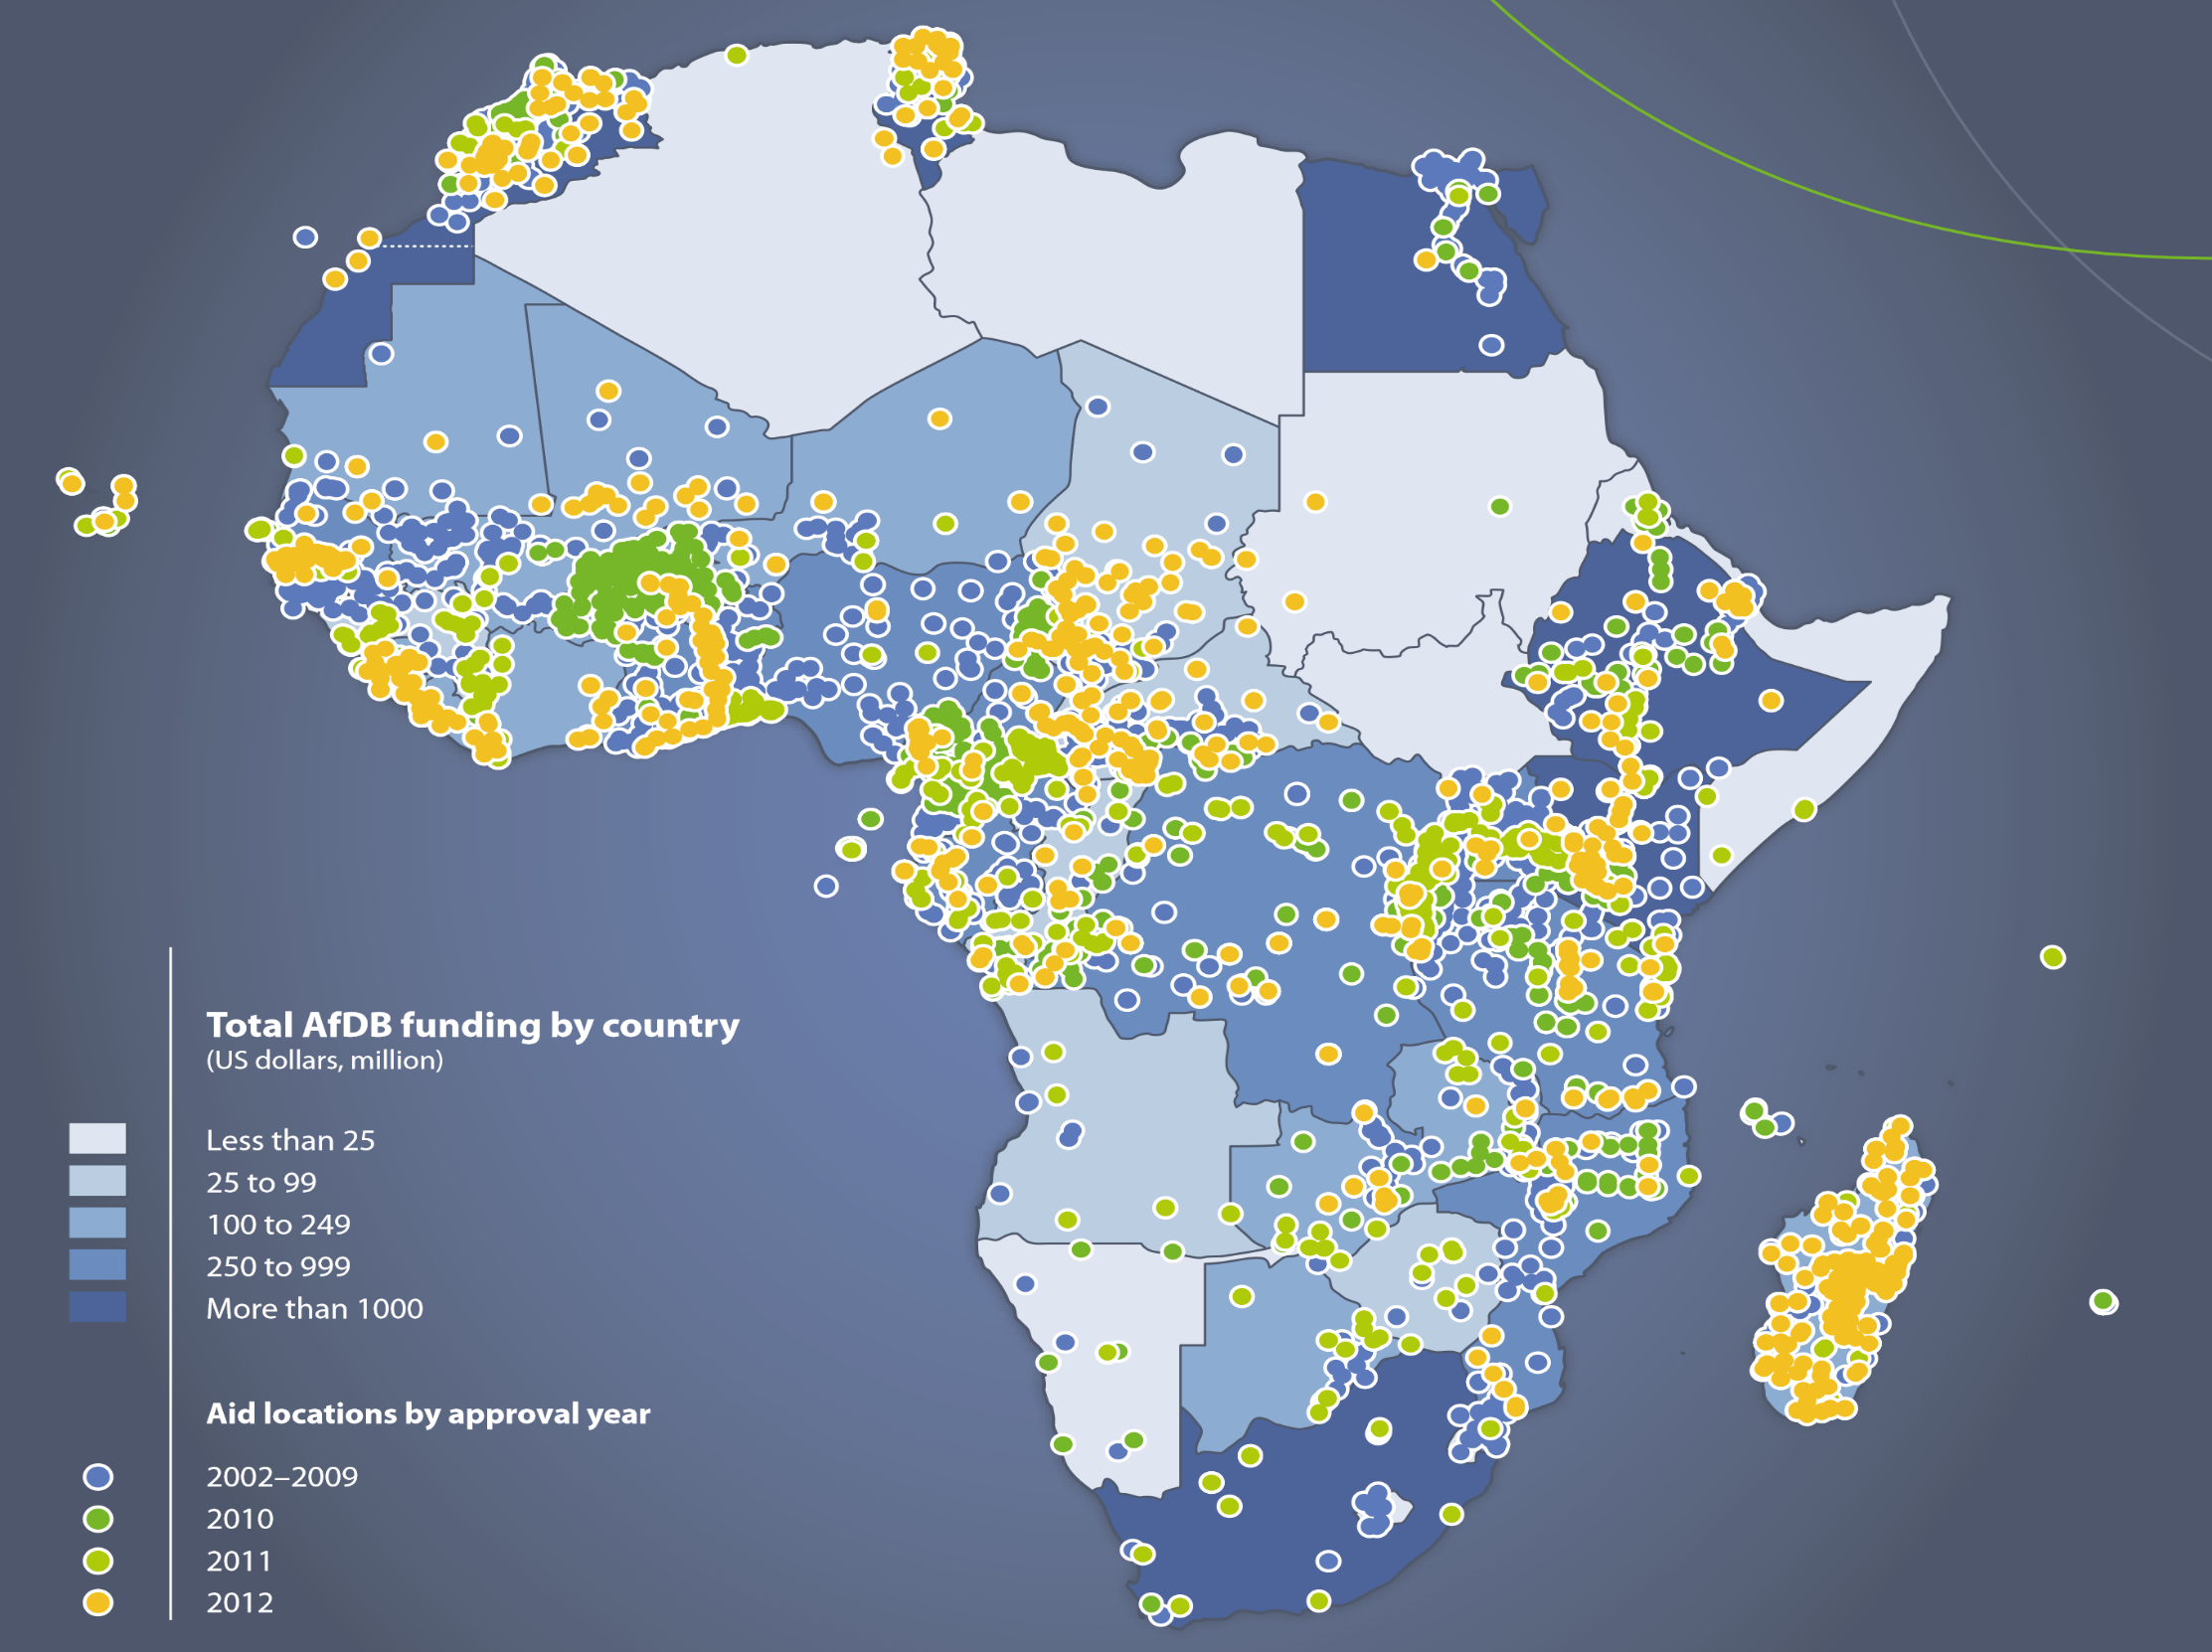 Total AfDB funding by country
(US dollars, million)
Less than 25
25 to 99
100 to 249
250 to 999
More than 1000
Aid locations by approval year
2002–2009
2010
2011
2012